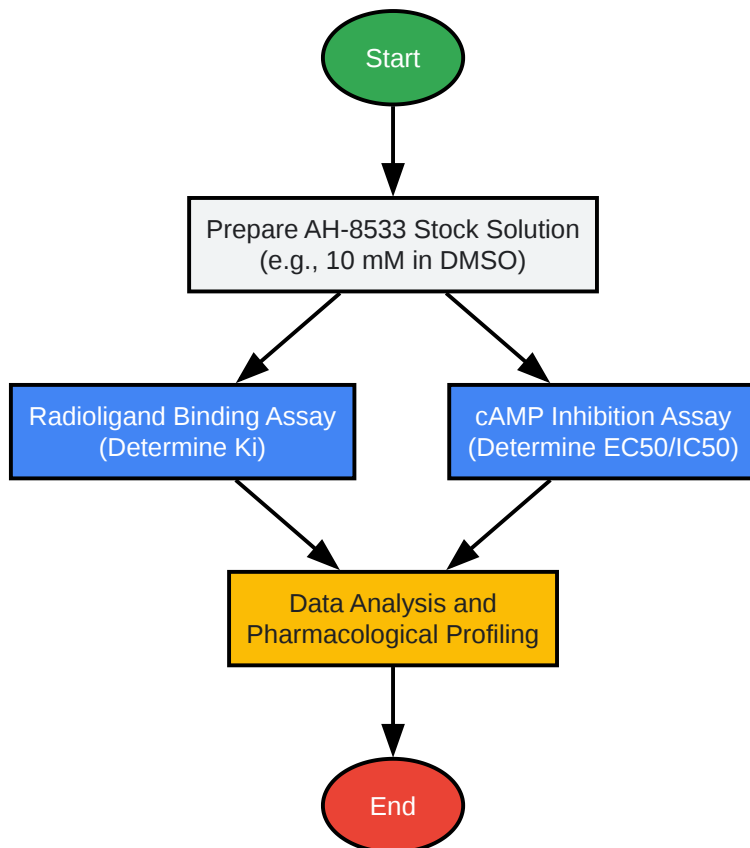 Start
Prepare AH-8533 Stock Solution
(e.g., 10 mM in DMSO)
Radioligand Binding Assay
(Determine Ki)
cAMP Inhibition Assay
(Determine EC50/IC50)
Data Analysis and
Pharmacological Profiling
End